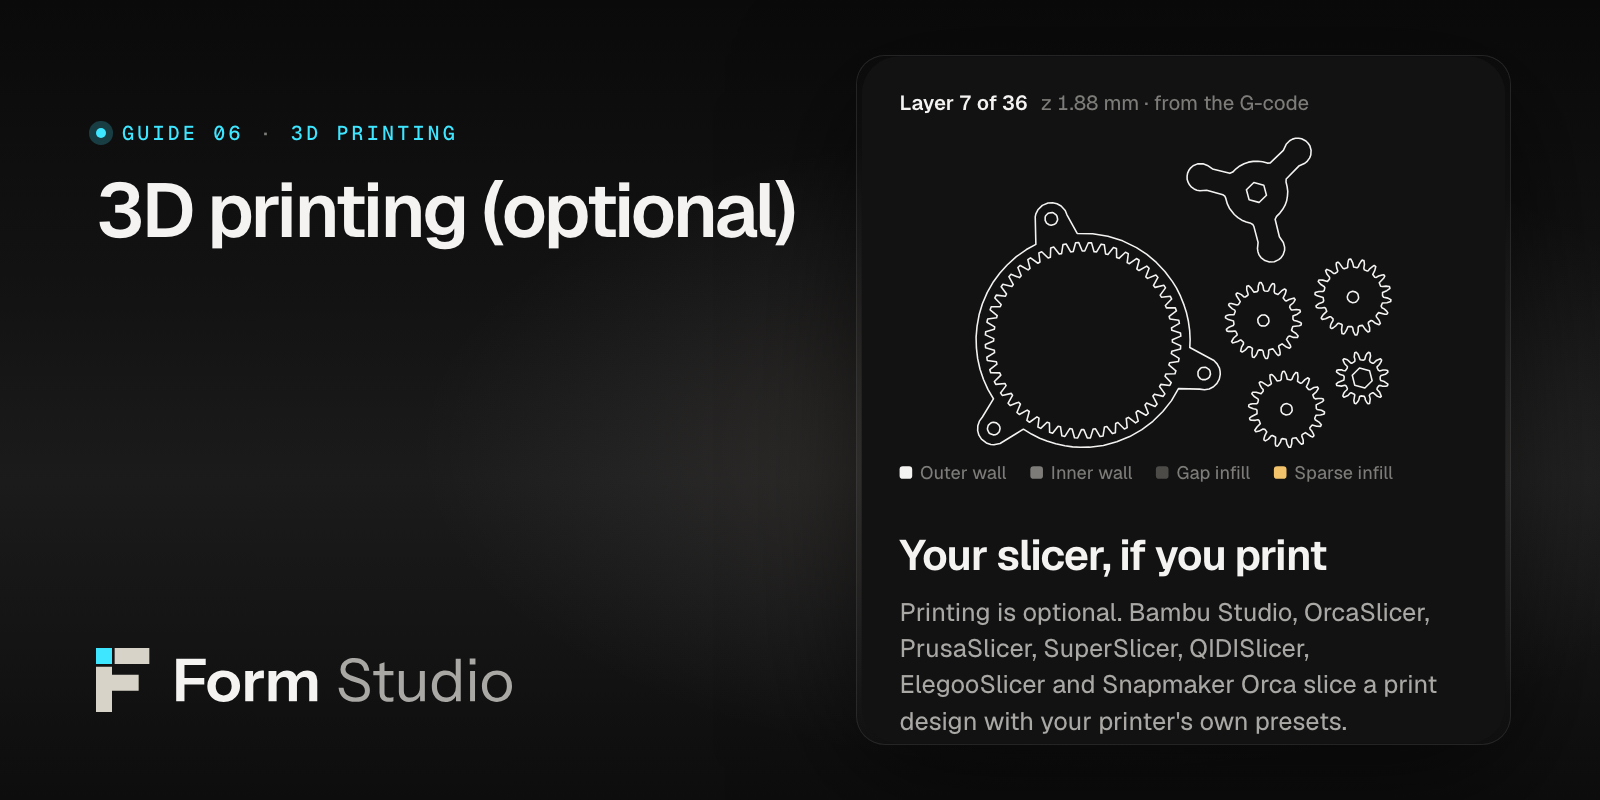 GUIDE 06 · 3D PRINTING
3D printing (optional)
Form Studio
Layer 7 of 36 z 1.88 mm · from the G-code
Outer wall Inner wall Gap infill Sparse infill
Your slicer, if you print
Printing is optional. Bambu Studio, OrcaSlicer,
PrusaSlicer, SuperSlicer, QIDISlicer,
ElegooSlicer and Snapmaker Orca slice a print
design with your printer's own presets.